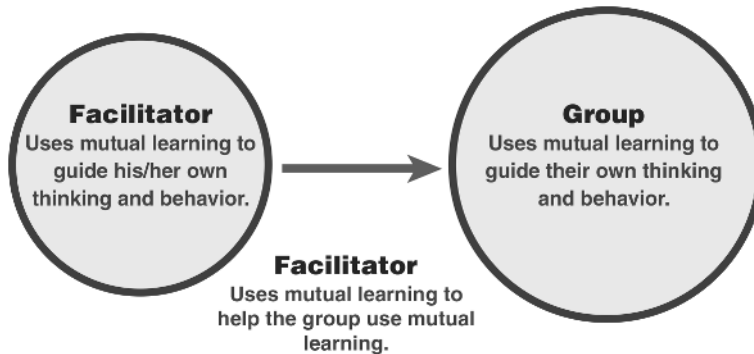 Facilitator
Uses mutual learning to
guide his/her own
thinking and behavior.
Group
Uses mutual learning to
guide their own thinking
and behavior.
Facilitator
Uses mutual learning to
help the group use mutual
learning.